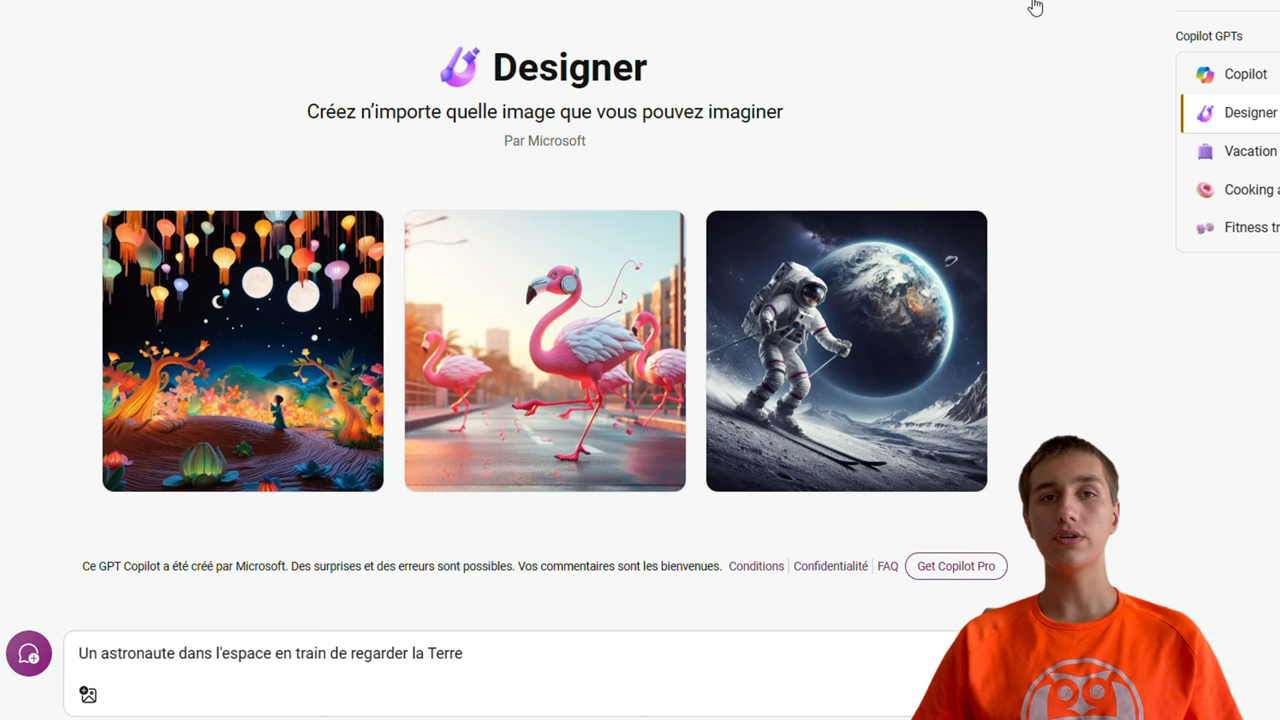 Designer
Créez n’importe quelle image que vous pouvez imaginer
Par Microsoft
Copilot GPTs
Copilot
Designer
Vacation
Cooking
Fitness
Ce GPT Copilot a été créé par Microsoft. Des surprises et des erreurs sont possibles. Vos commentaires sont les bienvenues. Conditions Confidentialité FAQ Get Copilot Pro
Un astronaute dans l'espace en train de regarder la Terre